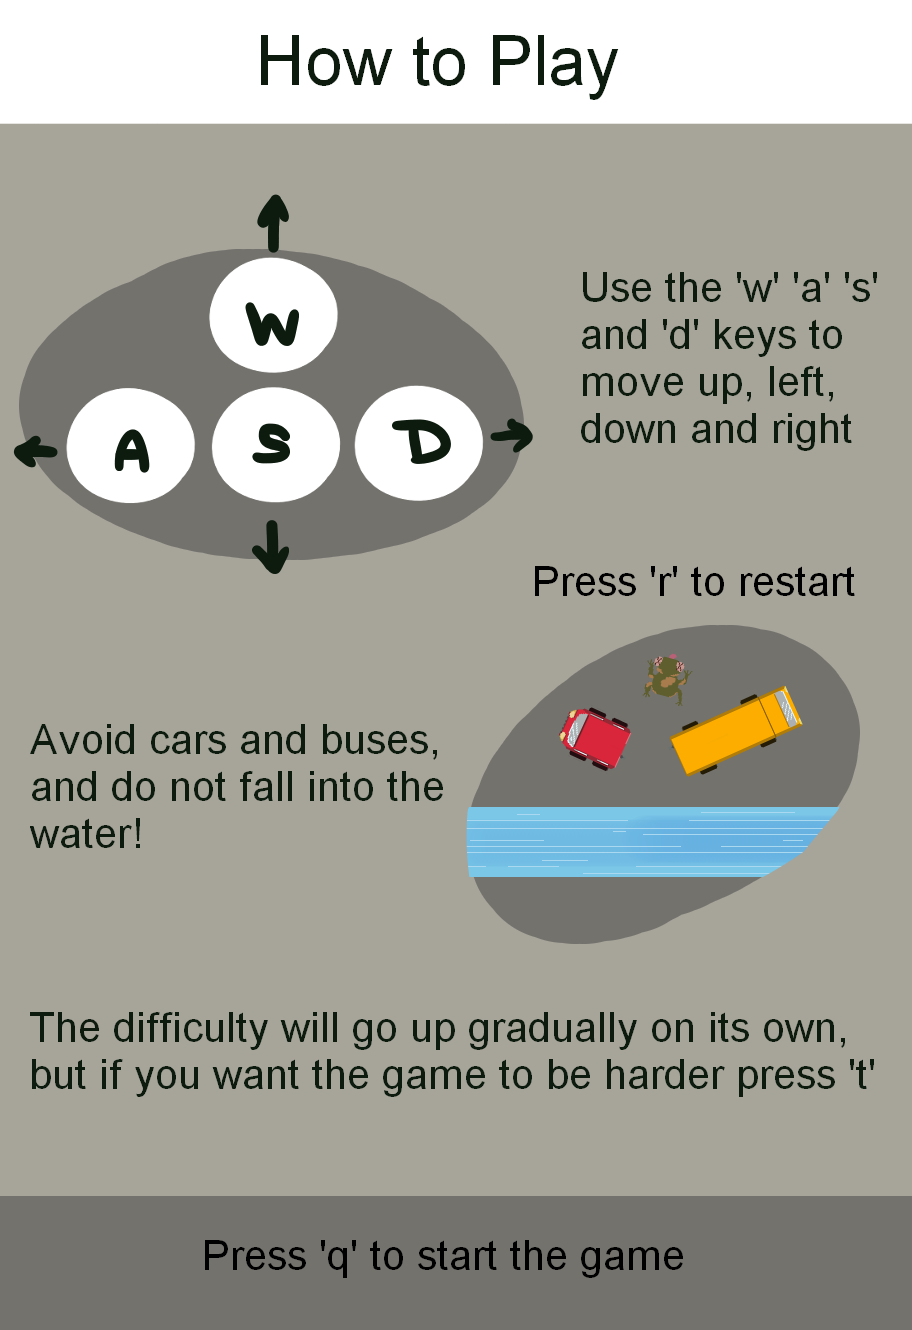 How to Play
W
A S D
Use the 'w' 'a' 's'
and 'd' keys to
move up, left,
down and right
Press 'r' to restart
Avoid cars and buses,
and do not fall into the
water!
The difficulty will go up gradually on its own,
but if you want the game to be harder press 't'
Press 'q' to start the game